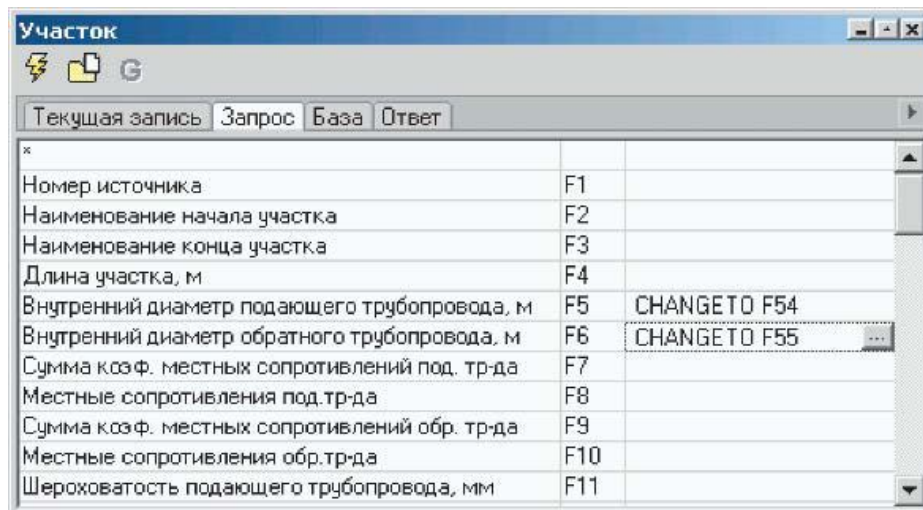 Участок
G
Текущая запись Запрос База Ответ
*
Номер источника F1
Наименование начала участка F2
Наименование конца участка F3
Длина участка, м F4
Внутренний диаметр подающего трубопровода, м F5 CHANGETO F54
Внутренний диаметр обратного трубопровода, м F6 CHANGETO F55 ...
Сумма коэф. местных сопротивлений под. тр-да F7
Местные сопротивления под.тр-да F8
Сумма коэф. местных сопротивлений обр. тр-да F9
Местные сопротивления обр.тр-да F10
Шероховатость подающего трубопровода, мм F11